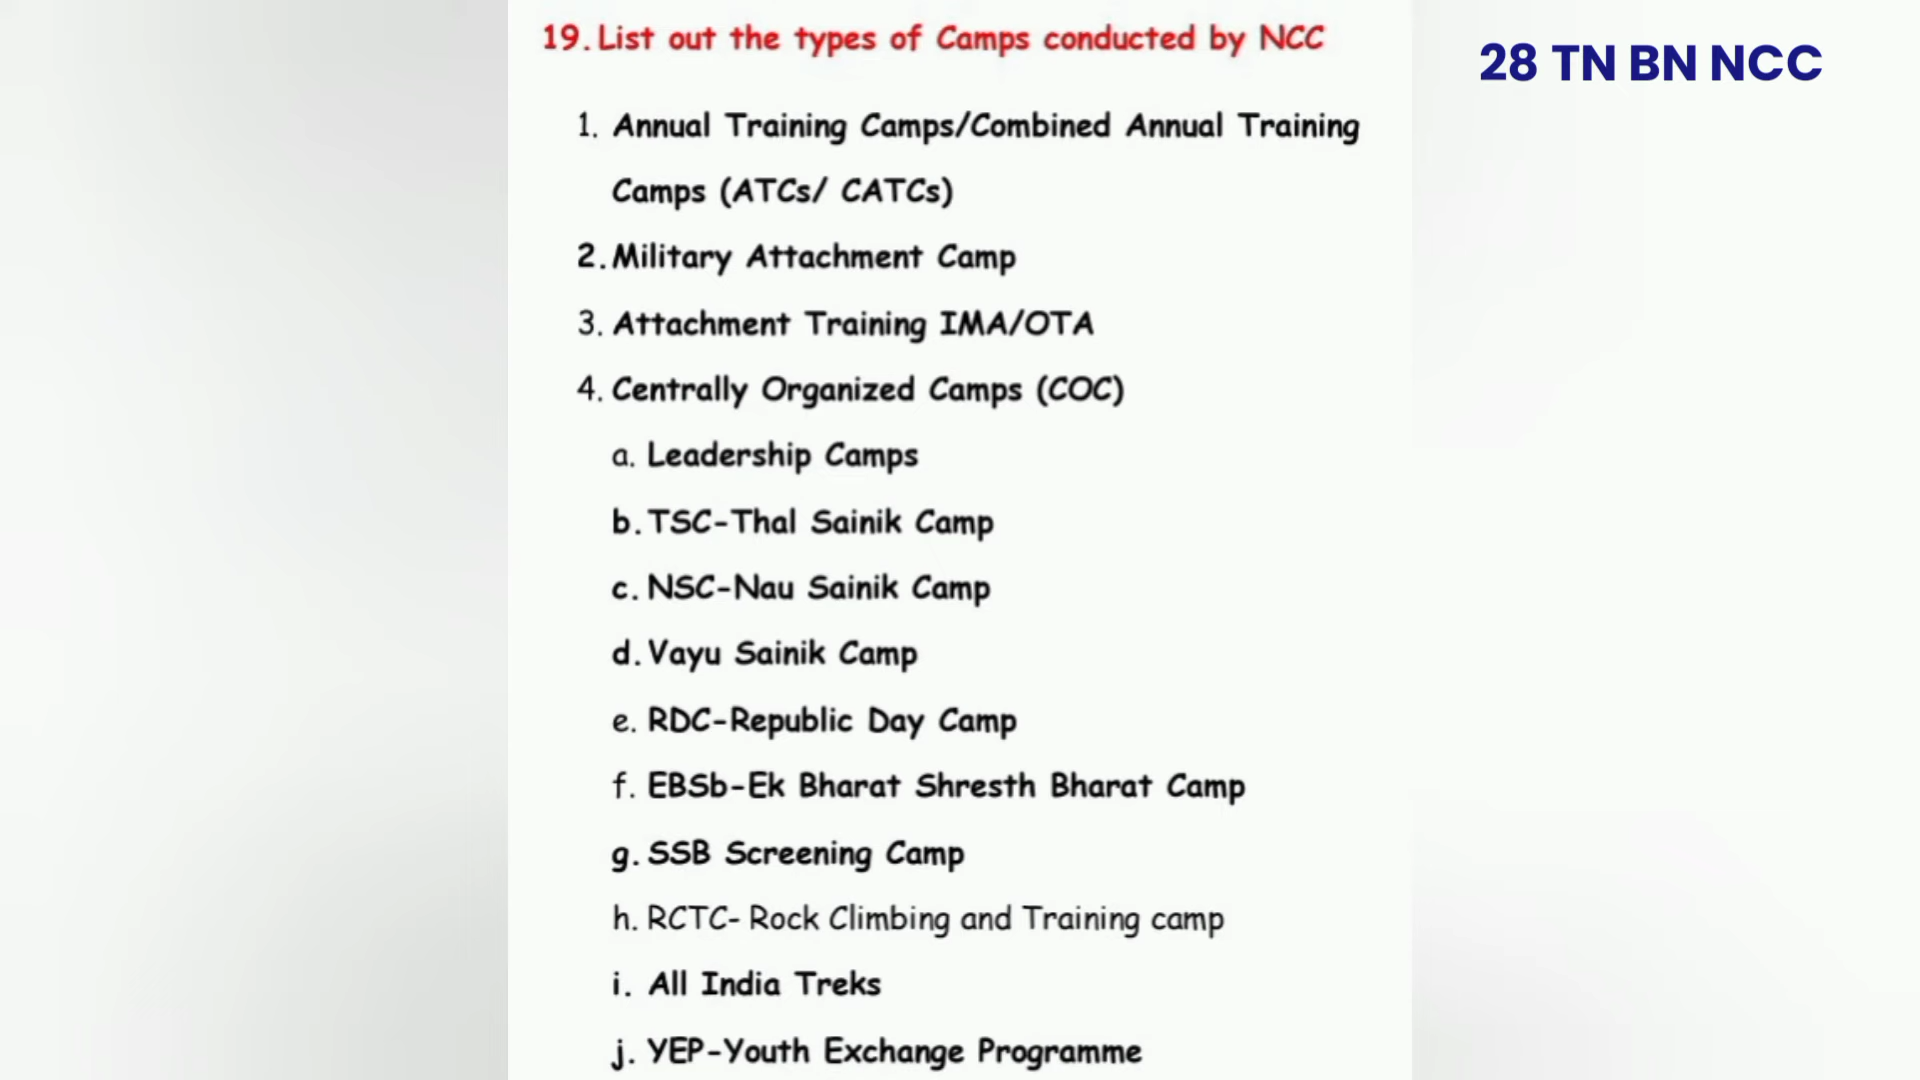 19. List out the types of Camps conducted by NCC
28 TN BN NCC
1. Annual Training Camps/Combined Annual Training
Camps (ATCs/ CATCs)
2. Military Attachment Camp
3. Attachment Training IMA/OTA
4. Centrally Organized Camps (COC)
a. Leadership Camps
b. TSC-Thal Sainik Camp
c. NSC-Nau Sainik Camp
d. Vayu Sainik Camp
e. RDC-Republic Day Camp
f. EBSb-Ek Bharat Shresth Bharat Camp
g. SSB Screening Camp
h. RCTC- Rock Climbing and Training camp
i. All India Treks
j. YEP-Youth Exchange Programme